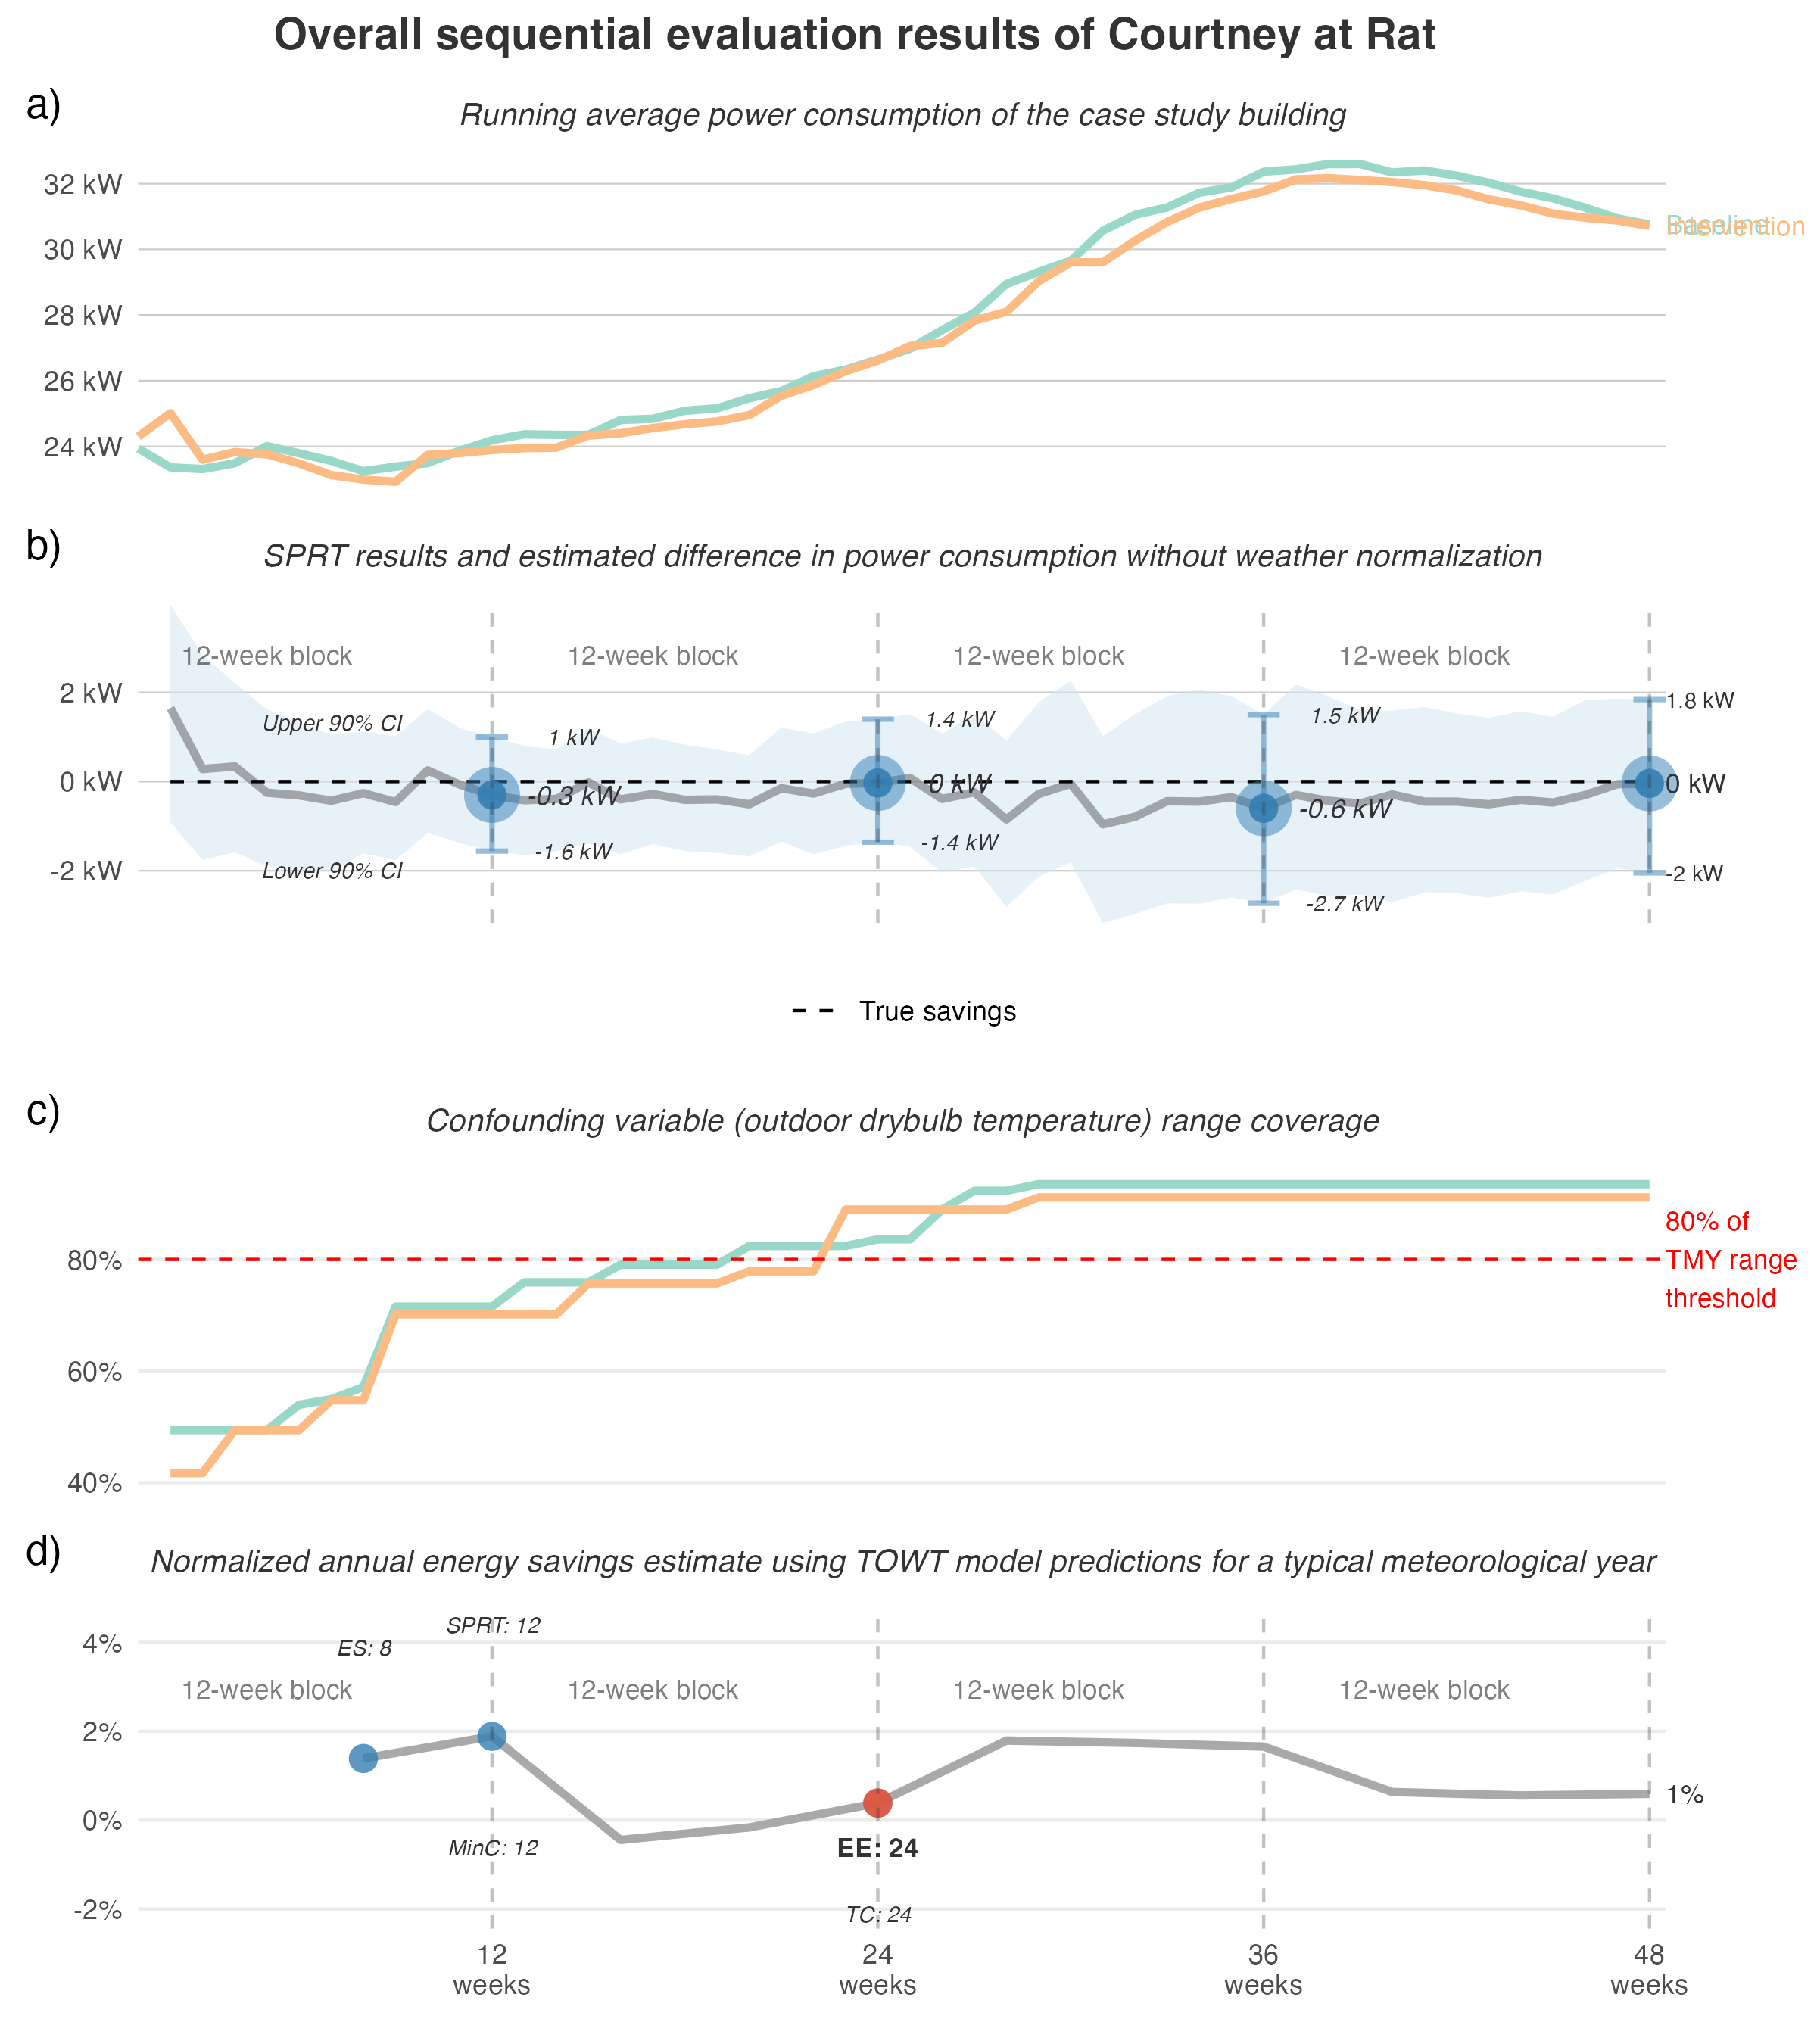 Overall sequential evaluation results of Courtney at Rat
a)
Running average power consumption of the case study building
32 kW
30 kW
28 kW
26 kW
24 kW
Baseline
Intervention
b)
SPRT results and estimated difference in power consumption without weather normalization
12-week block
12-week block
12-week block
12-week block
2 kW
0 kW
-2 kW
Upper 90% CI
Lower 90% CI
1 kW
-0.3 kW
-1.6 kW
1.4 kW
-0 kW
-1.4 kW
1.5 kW
-0.6 kW
-2.7 kW
1.8 kW
0 kW
-2 kW
True savings
c)
Confounding variable (outdoor drybulb temperature) range coverage
80%
60%
40%
80% of
TMY range
threshold
d)
Normalized annual energy savings estimate using TOWT model predictions for a typical meteorological year
SPRT: 12
ES: 8
4%
2%
0%
-2%
12-week block
12-week block
12-week block
12-week block
MinC: 12
EE: 24
TC: 24
1%
12
weeks
24
weeks
36
weeks
48
weeks